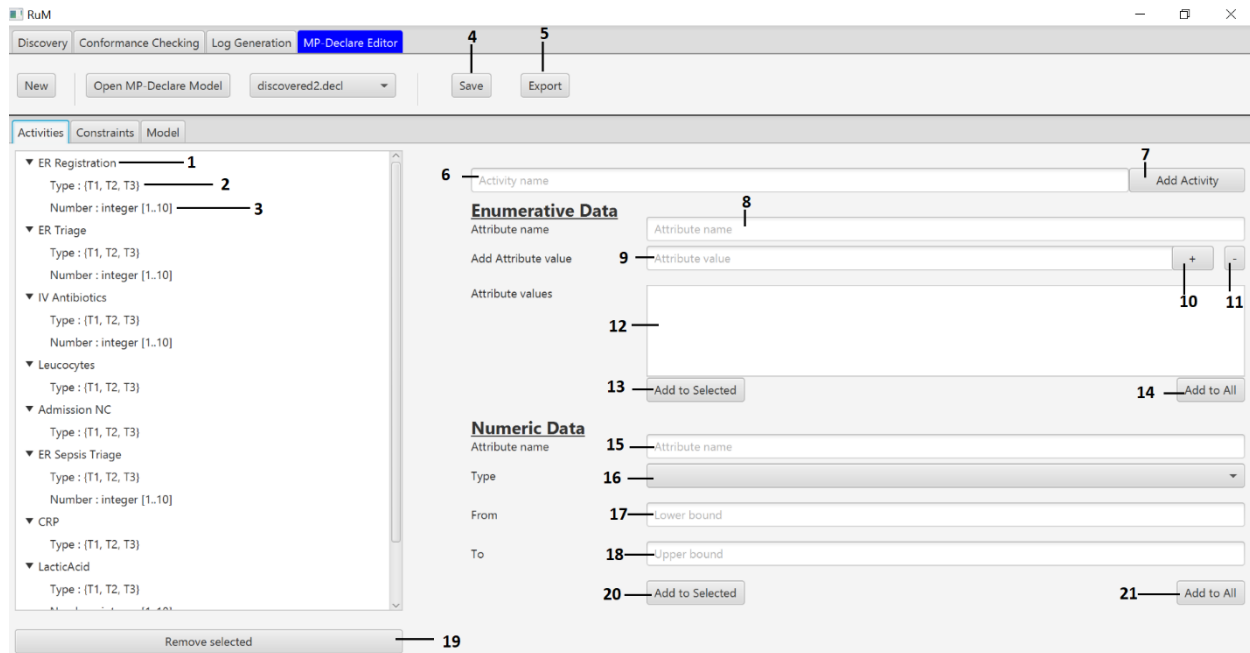 RuM
Discovery Conformance Checking Log Generation MP-Declare Editor
4 5
New Open MP-Declare Model discovered2.decl Save Export
Activities Constraints Model
ER Registration 1
Type : {T1, T2, T3} 2
Number : integer [1..10] 3
ER Triage
Type : {T1, T2, T3}
Number : integer [1..10]
IV Antibiotics
Type : {T1, T2, T3}
Number : integer [1..10]
Leucocytes
Type : {T1, T2, T3}
Admission NC
Type : {T1, T2, T3}
ER Sepsis Triage
Type : {T1, T2, T3}
Number : integer [1..10]
CRP
Type : {T1, T2, T3}
LacticAcid
Type : {T1, T2, T3}
Remove selected 19
7
6 Activity name Add Activity
Enumerative Data 8
Attribute name Attribute name
Add Attribute value 9 Attribute value + -
10 11
Attribute values
12
13 Add to Selected 14 Add to All
Numeric Data
Attribute name 15 Attribute name
Type 16
From 17 Lower bound
To 18 Upper bound
20 Add to Selected 21 Add to All